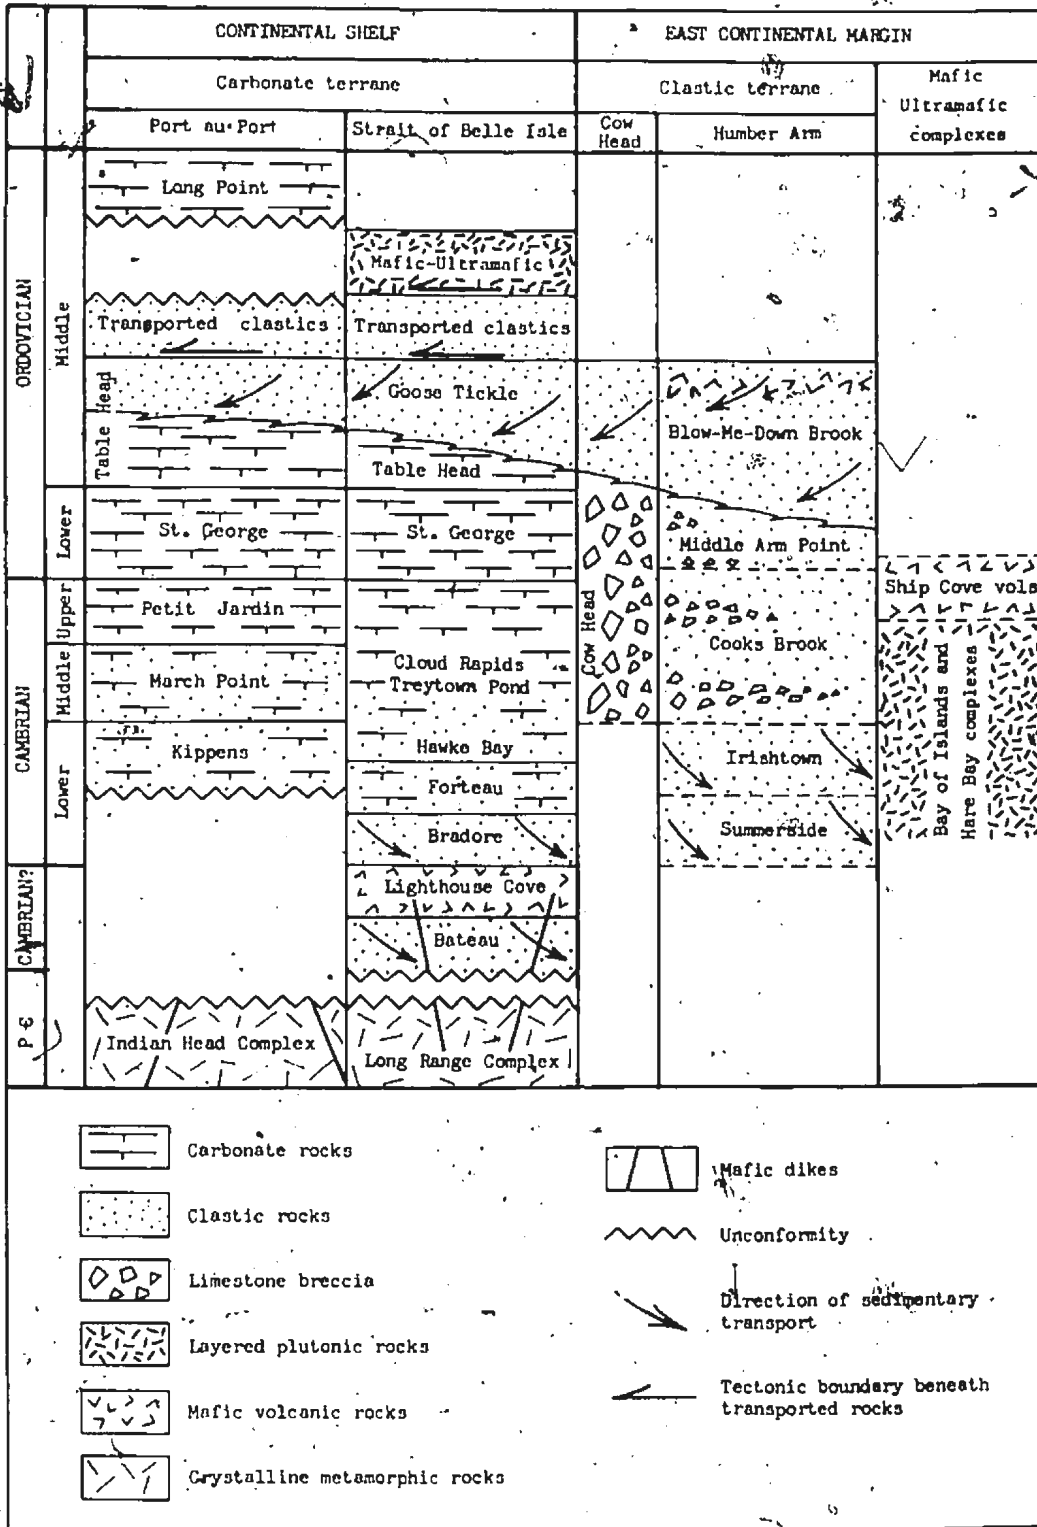 CONTINENTAL SHELF
EAST CONTINENTAL MARGIN
Carbonate terrane
Clastic terrane
Mafic
Ultramafic
complexes
Port au Port
Strait of Belle Isle
Cow
Head
Humber Arm
ORDOVICIAN
Middle
Lower
CAMBRIAN
Upper
Middle
Lower
CAMBRIAN?
P Є
Long Point
Transported clastics
Table Head
St. George
Petit Jardin
March Point
Kippens
Indian Head Complex
Mafic-Ultramafic
Transported clastics
Goose Tickle
Table Head
St. George
Cloud Rapids
Treytown Pond
Hawke Bay
Forteau
Bradore
Lighthouse Cove
Bateau
Long Range Complex
Cow Head
Blow-Me-Down Brook
Middle Arm Point
Cooks Brook
Irishtown
Summerside
Ship Cove vols
Bay of Islands and
Hare Bay complexes
Carbonate rocks
Clastic rocks
Limestone breccia
Layered plutonic rocks
Mafic volcanic rocks
Crystalline metamorphic rocks
Mafic dikes
Unconformity
Direction of sedimentary
transport
Tectonic boundary beneath
transported rocks